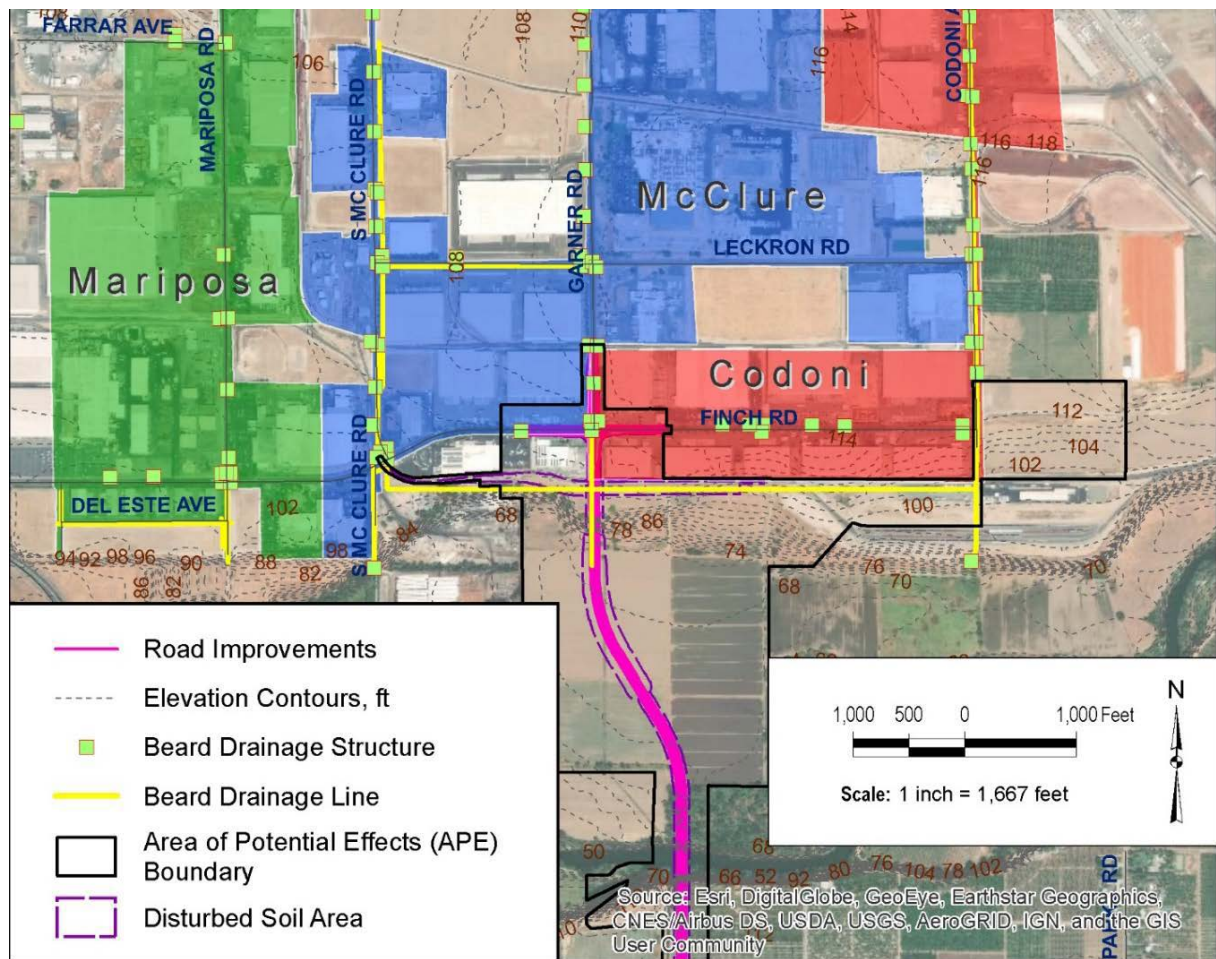 108
110
114
FARRAR AVE
MARIPOSA RD
106
S MC CLURE RD
108
116
CODONI A
116
118
116
McClure
LECKRON RD
GARNER RD
108
Mariposa
Codoni
FINCH RD
114
112
104
102
S MC CLURE RD
DEL ESTE AVE
102
100
68
84
78
86
74
76
70
70
68
94
92
98
96
90
88
98
82
86
82
Road Improvements
Elevation Contours, ft
Beard Drainage Structure
Beard Drainage Line
Area of Potential Effects (APE)
Boundary
Disturbed Soil Area
N
1,000 500 0 1,000 Feet
Scale: 1 inch = 1,667 feet
50
70
68
66
52
92
80
76
104
78
102
Source: Esri, DigitalGlobe, GeoEye, Earthstar Geographics,
CNES/Airbus DS, USDA, USGS, AeroGRID, IGN, and the GIS
User Community
RD